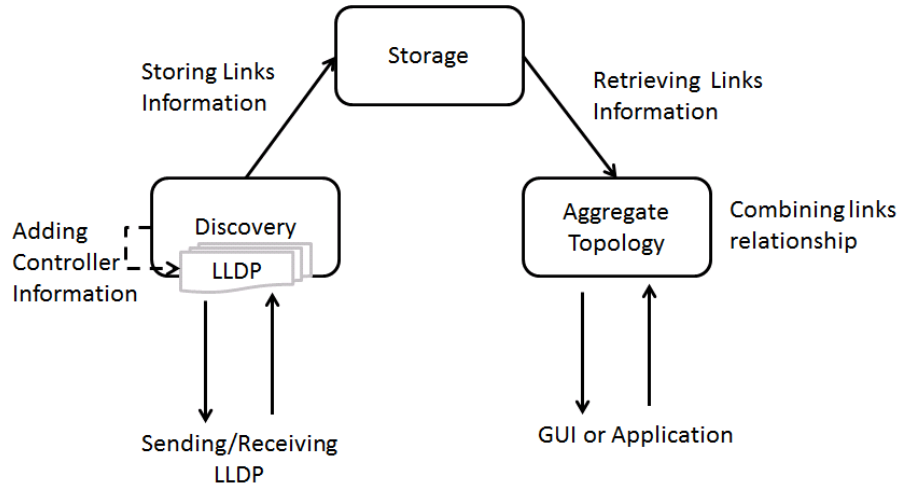 Storage
Storing Links
Information
Retrieving Links
Information
Discovery
LLDP
Adding
Controller
Information
Aggregate
Topology
Combining links
relationship
Sending/Receiving
LLDP
GUI or Application